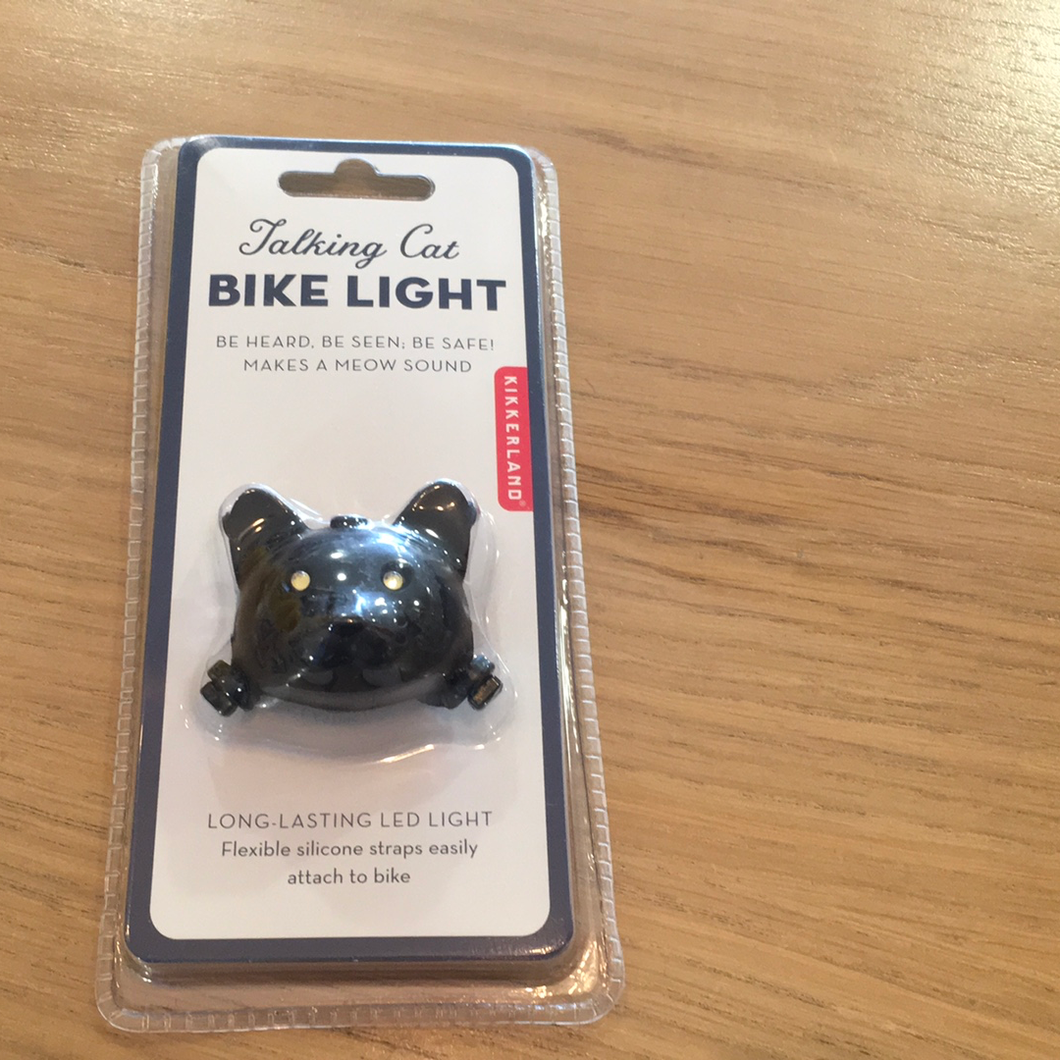 Talking Cat
BIKE LIGHT
BE HEARD, BE SEEN; BE SAFE!
MAKES A MEOW SOUND
KIKKERLAND®
LONG-LASTING LED LIGHT
Flexible silicone straps easily
attach to bike